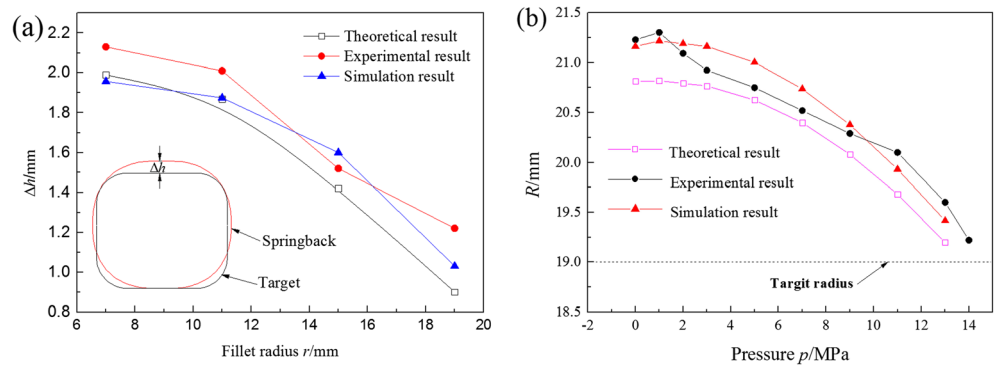 (a)
Δh/mm
2.2
2.0
1.8
1.6
1.4
1.2
1.0
0.8
Theoretical result
Experimental result
Simulation result
Δh
Springback
Target
6 8 10 12 14 16 18 20
Fillet radius r/mm
(b)
R/mm
21.5
21.0
20.5
20.0
19.5
19.0
18.5
Theoretical result
Experimental result
Simulation result
Targit radius
-2 0 2 4 6 8 10 12 14
Pressure p/MPa